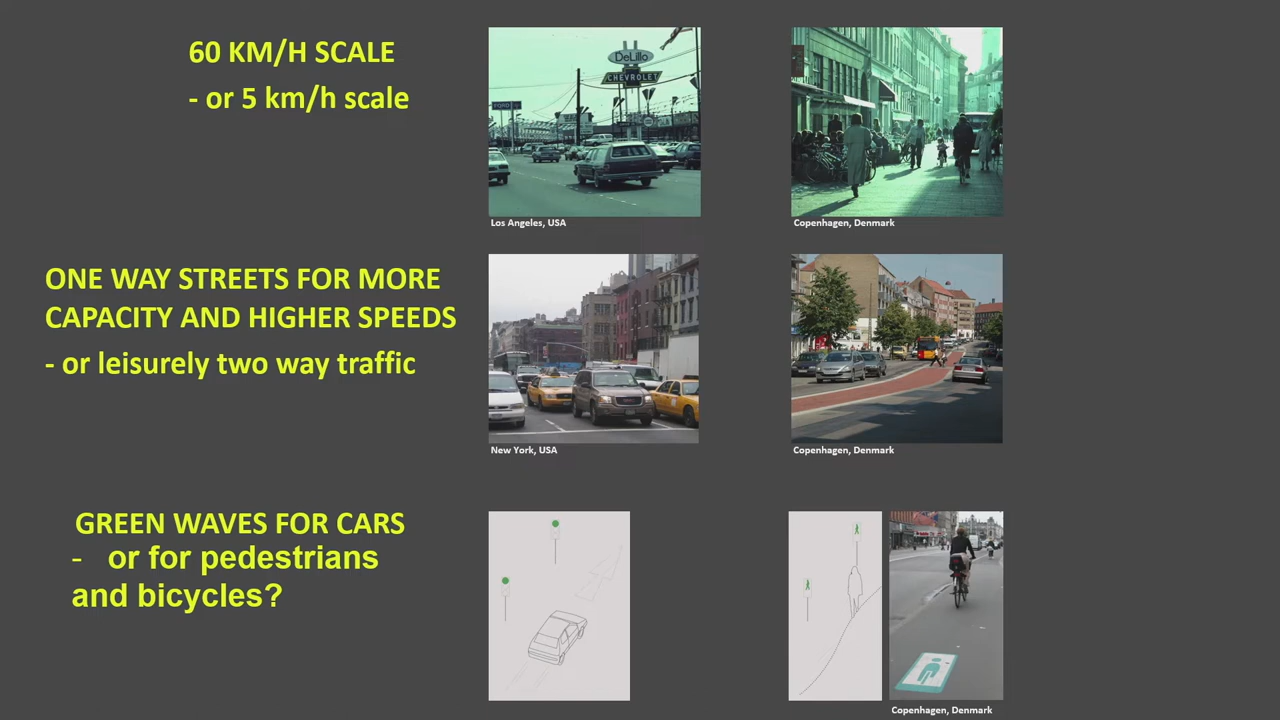 60 KM/H SCALE
- or 5 km/h scale
DeLillo
CHEVROLET
FORD
Los Angeles, USA
Copenhagen, Denmark
ONE WAY STREETS FOR MORE
CAPACITY AND HIGHER SPEEDS
- or leisurely two way traffic
New York, USA
Copenhagen, Denmark
GREEN WAVES FOR CARS
- or for pedestrians
and bicycles?
Copenhagen, Denmark